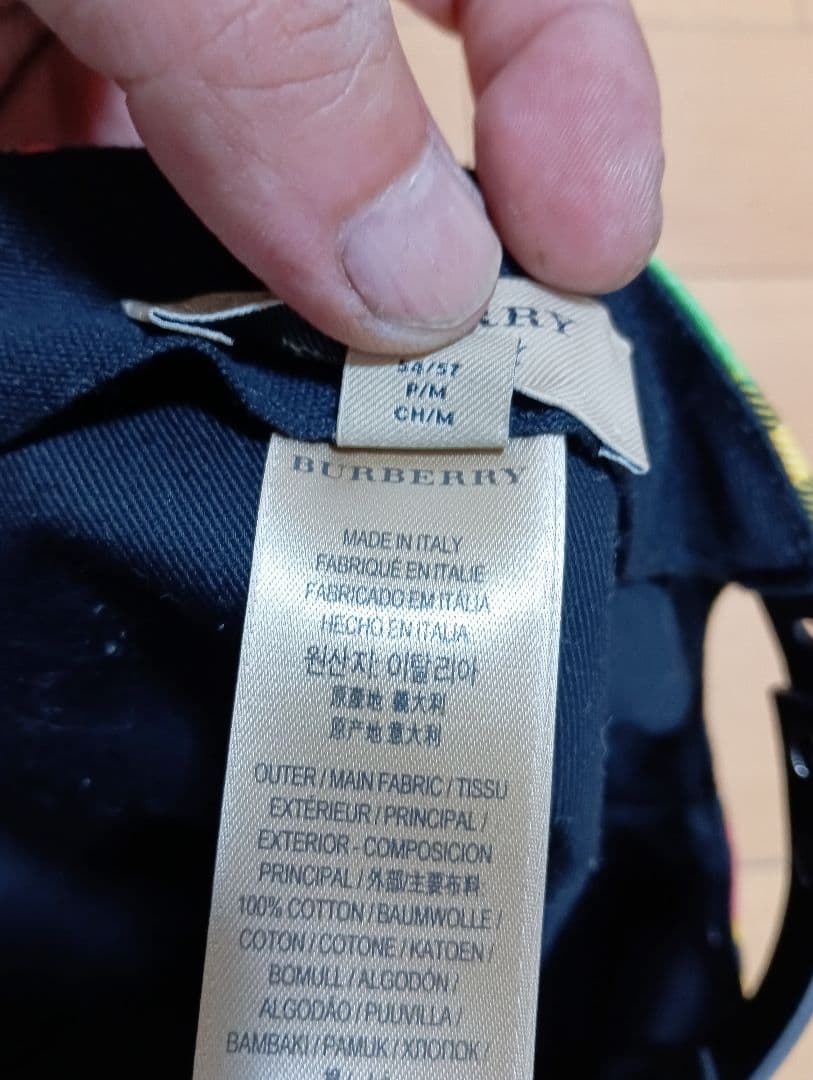 54/57
P/M
CH/M
BURBERRY
MADE IN ITALY
FABRIQUÉ EN ITALIE
FABRICADO EM ITÁLIA
HECHO EN ITALIA
원산지: 이탈리아
原產地 義大利
原产地 意大利
OUTER / MAIN FABRIC / TISSU
EXTÉRIEUR / PRINCIPAL /
EXTERIOR - COMPOSICION
PRINCIPAL / 外部/主要布料
100% COTTON / BAUMWOLLE /
COTON / COTONE / KATOEN /
BOMULL / ALGODÓN /
ALGODÃO / PUUVILLA /
BAMBAKI / PAMUK / ХЛОПОК /